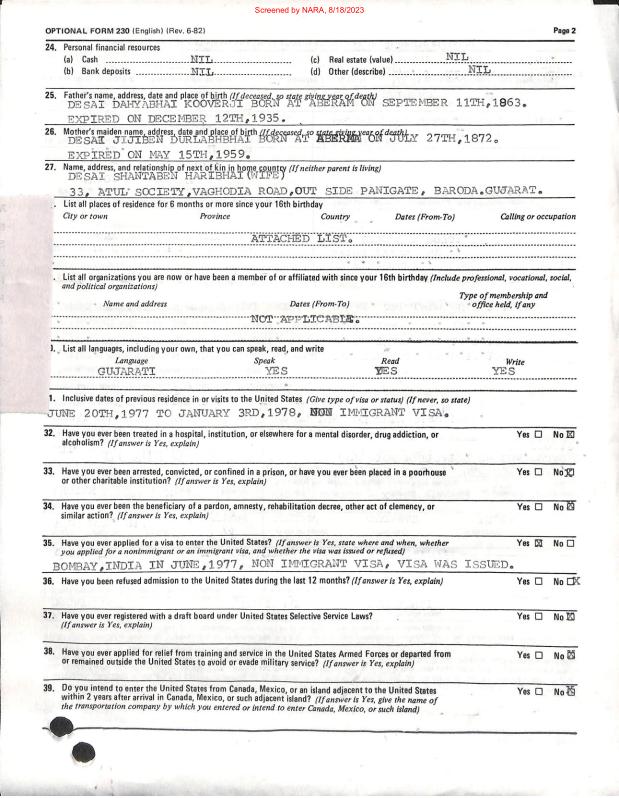 Screened by NARA, 8/18/2023
OPTIONAL FORM 230 (English) (Rev. 6-82) Page 2
24. Personal financial resources
(a) Cash NIL (c) Real estate (value) NIL
(b) Bank deposits NIL (d) Other (describe) NIL
25. Father's name, address, date and place of birth (If deceased, so state giving year of death)
DESAI DAHYABHAI KOOVERJI BORN AT ABERAM ON SEPTEMBER 11TH,1863.
EXPIRED ON DECEMBER 12TH,1935.
26. Mother's maiden name, address, date and place of birth (If deceased, so state giving year of death)
DESAI JIJIBEN DURLABHBHAI BORN AT ABERMA ON JULY 27TH,1872.
EXPIRED ON MAY 15TH,1959.
27. Name, address, and relationship of next of kin in home country (If neither parent is living)
DESAI SHANTABEN HARIBHAI (WIFE)
33, ATUL SOCIETY,VAGHODIA ROAD,OUT SIDE PANIGATE, BARODA.GUJARAT.
. List all places of residence for 6 months or more since your 16th birthday
City or town Province Country Dates (From-To) Calling or occupation
ATTACHED LIST.
. List all organizations you are now or have been a member of or affiliated with since your 16th birthday (Include professional, vocational, social,
and political organizations)
Name and address Dates (From-To) Type of membership and
office held, if any
NOT APPLICABLE.
). List all languages, including your own, that you can speak, read, and write
Language Speak Read Write
GUJARATI YES YES YES
1. Inclusive dates of previous residence in or visits to the United States (Give type of visa or status) (If never, so state)
JUNE 20TH,1977 TO JANUARY 3RD,1978, NON IMMIGRANT VISA.
32. Have you ever been treated in a hospital, institution, or elsewhere for a mental disorder, drug addiction, or Yes ☐ No ☒
alcoholism? (If answer is Yes, explain)
33. Have you ever been arrested, convicted, or confined in a prison, or have you ever been placed in a poorhouse Yes ☐ No ☒
or other charitable institution? (If answer is Yes, explain)
34. Have you ever been the beneficiary of a pardon, amnesty, rehabilitation decree, other act of clemency, or Yes ☐ No ☒
similar action? (If answer is Yes, explain)
35. Have you ever applied for a visa to enter the United States? (If answer is Yes, state where and when, whether Yes ☒ No ☐
you applied for a nonimmigrant or an immigrant visa, and whether the visa was issued or refused)
BOMBAY,INDIA IN JUNE,1977, NON IMMIGRANT VISA, VISA WAS ISSUED.
36. Have you been refused admission to the United States during the last 12 months? (If answer is Yes, explain) Yes ☐ No ☒
37. Have you ever registered with a draft board under United States Selective Service Laws? Yes ☐ No ☒
(If answer is Yes, explain)
38. Have you ever applied for relief from training and service in the United States Armed Forces or departed from Yes ☐ No ☒
or remained outside the United States to avoid or evade military service? (If answer is Yes, explain)
39. Do you intend to enter the United States from Canada, Mexico, or an island adjacent to the United States Yes ☐ No ☒
within 2 years after arrival in Canada, Mexico, or such adjacent island? (If answer is Yes, give the name of
the transportation company by which you entered or intend to enter Canada, Mexico, or such island)